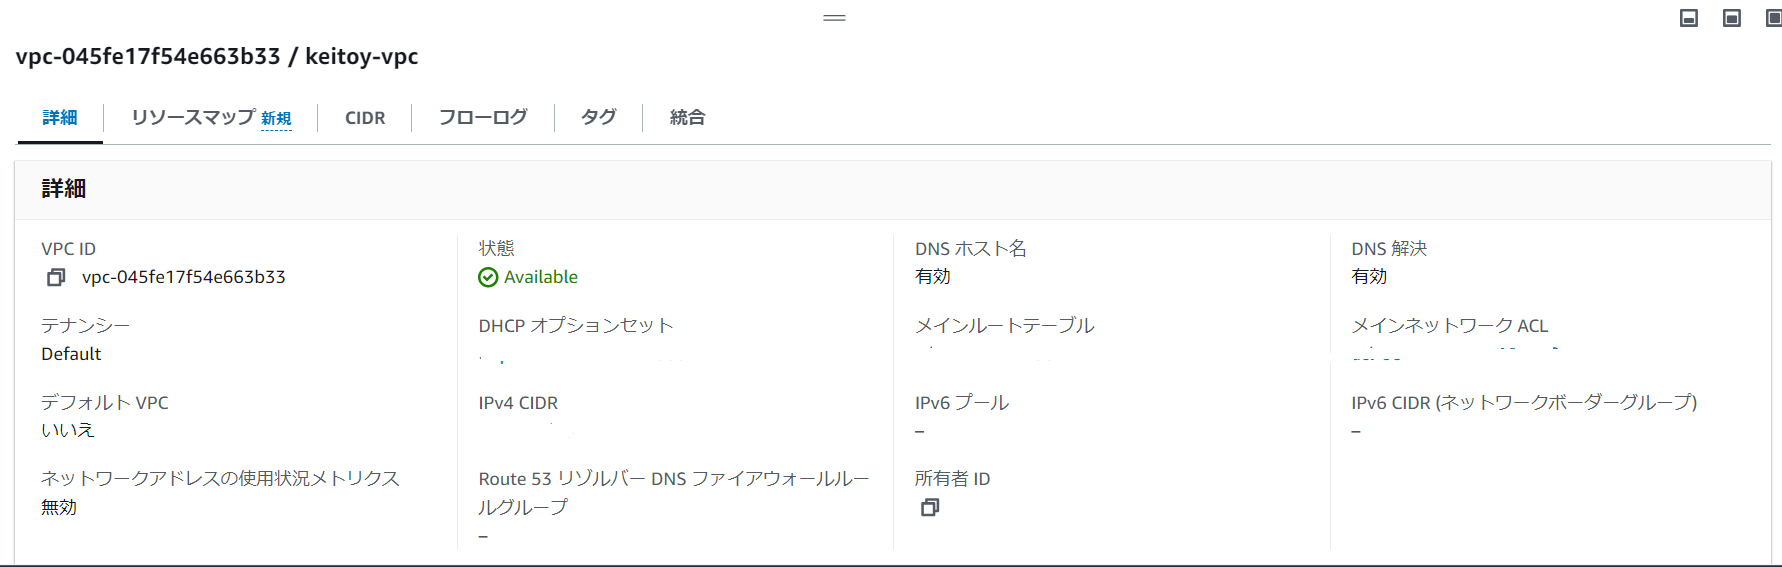 vpc-045fe17f54e663b33 / keitoy-vpc
詳細 リソースマップ 新規 CIDR フローログ タグ 統合
詳細
VPC ID 状態 DNS ホスト名 DNS 解決
vpc-045fe17f54e663b33 Available 有効 有効
テナンシー DHCP オプションセット メインルートテーブル メインネットワーク ACL
Default
デフォルト VPC IPv4 CIDR IPv6 プール IPv6 CIDR (ネットワークボーダーグループ)
いいえ – –
ネットワークアドレスの使用状況メトリクス Route 53 リゾルバー DNS ファイアウォールルー 所有者 ID
無効 ルグループ
–